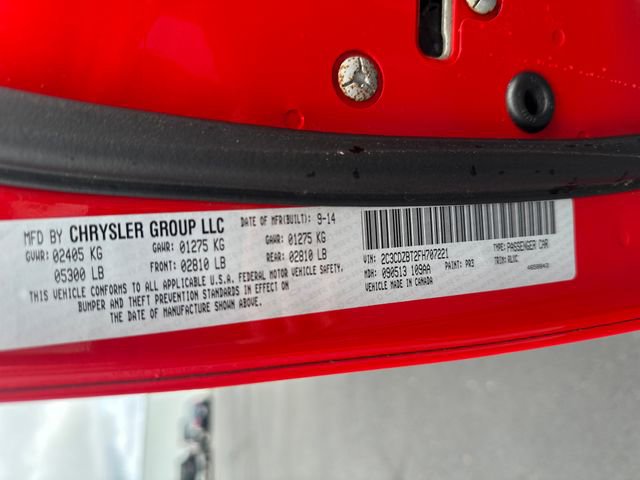 MFD BY CHRYSLER GROUP LLC DATE OF MFR(BUILT): 9-14
GVWR: 02405 KG GAWR: 01275 KG GAWR: 01275 KG
05300 LB FRONT: 02810 LB REAR: 02810 LB
THIS VEHICLE CONFORMS TO ALL APPLICABLE U.S.A. FEDERAL MOTOR VEHICLE SAFETY,
BUMPER AND THEFT PREVENTION STANDARDS IN EFFECT ON
THE DATE OF MANUFACTURE SHOWN ABOVE.
VIN: 2C3CDZBT2FH707221 TYPE: PASSENGER CAR
MDH: 090513 109AA PAINT: PR3 TRIM: ALVC
VEHICLE MADE IN CANADA